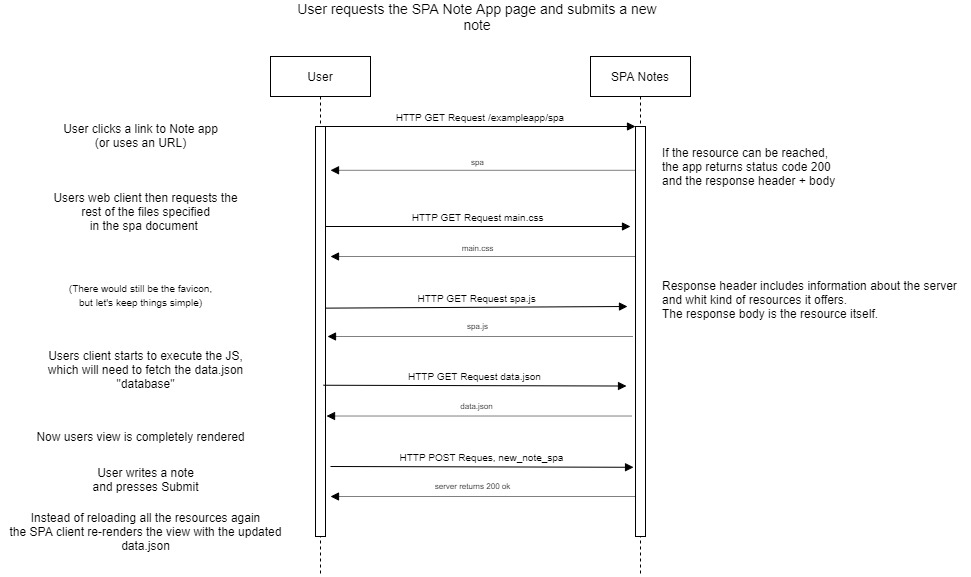 User requests the SPA Note App page and submits a new
note
User
SPA Notes
HTTP GET Request /exampleapp/spa
User clicks a link to Note app
(or uses an URL)
spa
If the resource can be reached,
the app returns status code 200
and the response header + body
Users web client then requests the
rest of the files specified
in the spa document
HTTP GET Request main.css
main.css
(There would still be the favicon,
but let's keep things simple)
HTTP GET Request spa.js
Response header includes information about the server
and whit kind of resources it offers.
The response body is the resource itself.
spa.js
Users client starts to execute the JS,
which will need to fetch the data.json
"database"
HTTP GET Request data.json
data.json
Now users view is completely rendered
HTTP POST Reques, new_note_spa
User writes a note
and presses Submit
server returns 200 ok
Instead of reloading all the resources again
the SPA client re-renders the view with the updated
data.json